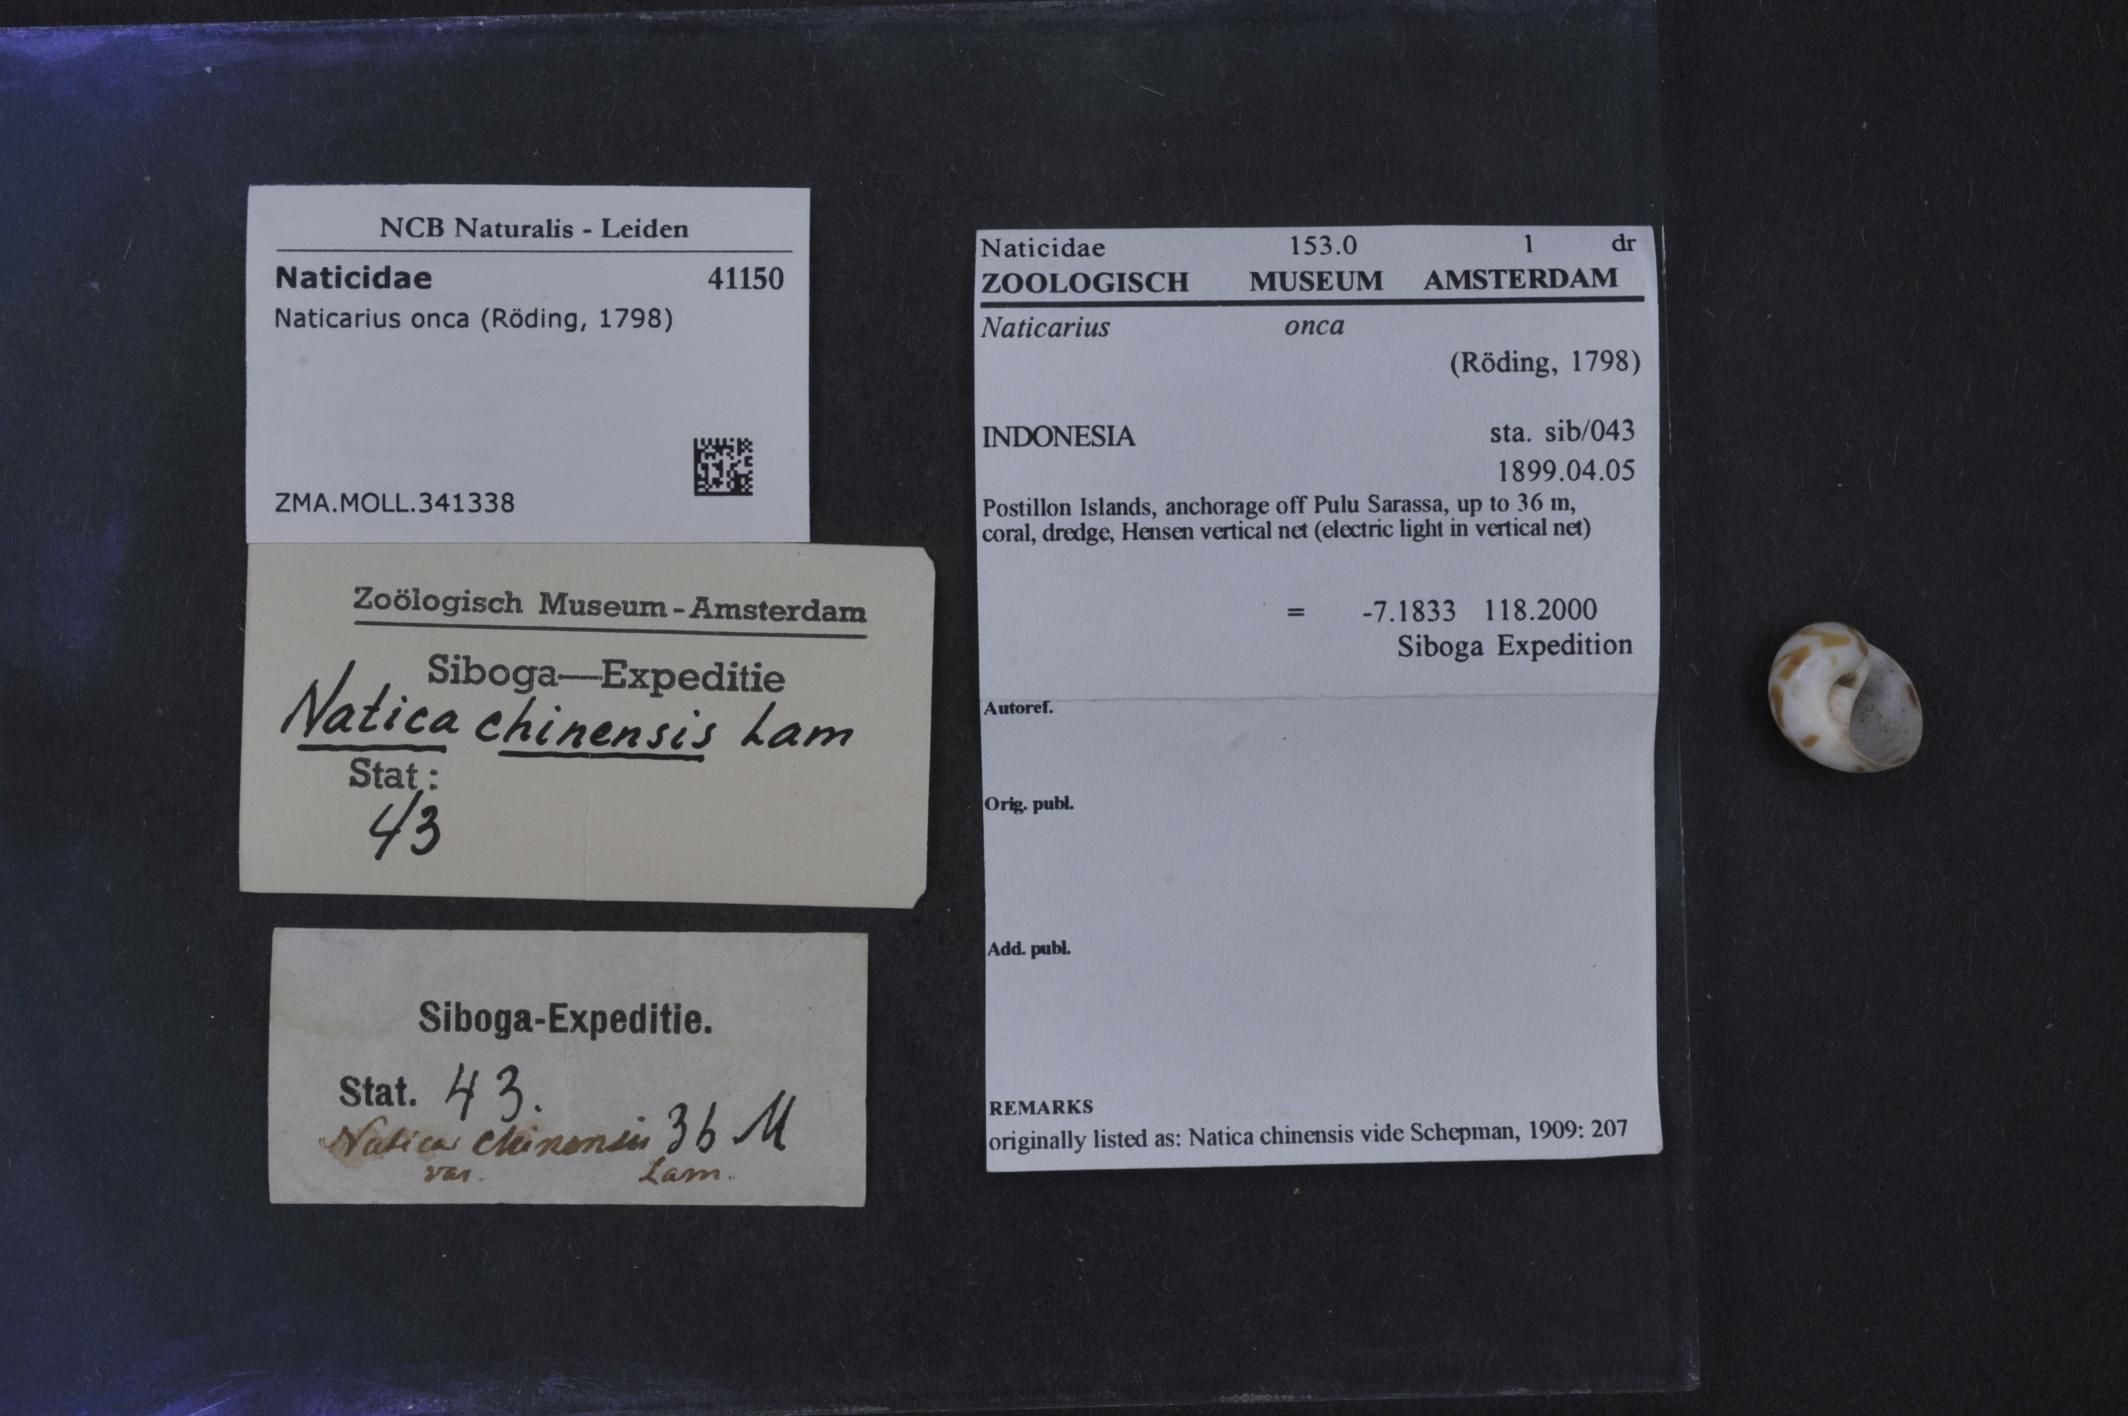 NCB Naturalis - Leiden
Naticidae 41150
Naticarius onca (Röding, 1798)
ZMA.MOLL.341338
Zoölogisch Museum - Amsterdam
Siboga—Expeditie
Natica chinensis Lam
Stat:
43
Siboga-Expeditie.
Stat. 43.
Natica chinensis 36 M
var. Lam.
Naticidae 153.0 1 dr
ZOOLOGISCH MUSEUM AMSTERDAM
Naticarius onca
(Röding, 1798)
INDONESIA sta. sib/043
1899.04.05
Postillon Islands, anchorage off Pulu Sarassa, up to 36 m,
coral, dredge, Hensen vertical net (electric light in vertical net)
= -7.1833 118.2000
Siboga Expedition
Autoref.
Orig. publ.
Add. publ.
REMARKS
originally listed as: Natica chinensis vide Schepman, 1909: 207